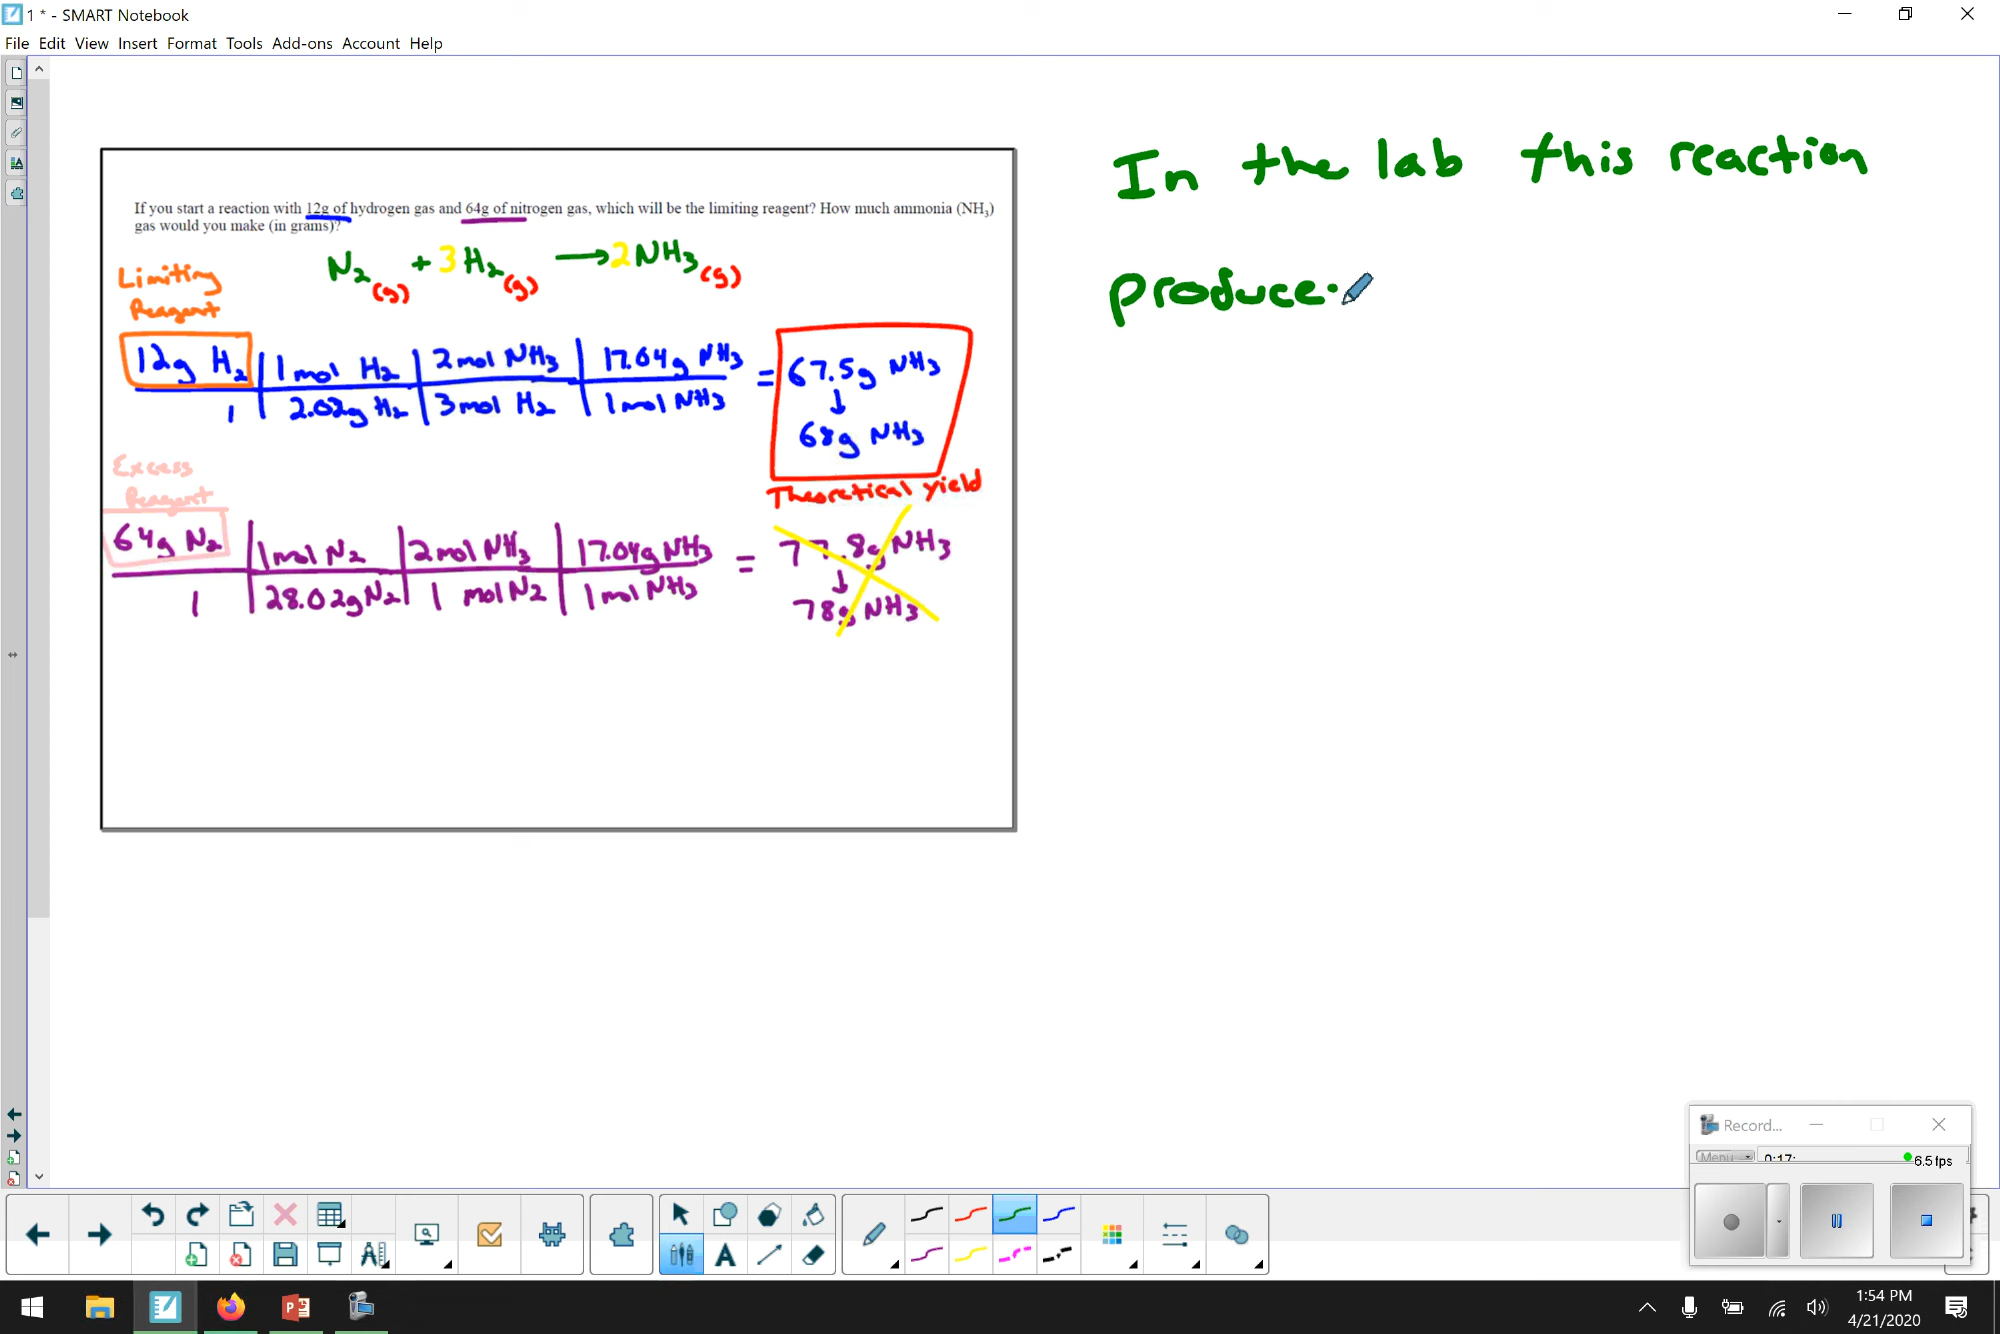 1 * - SMART Notebook
File Edit View Insert Format Tools Add-ons Account Help
If you start a reaction with 12g of hydrogen gas and 64g of nitrogen gas, which will be the limiting reagent? How much ammonia (NH₃)
gas would you make (in grams)?
N₂(g) + 3H₂(g) → 2NH₃(g)
Limiting
Reagent
12g H₂ | 1 mol H₂ | 2 mol NH₃ | 17.04g NH₃ = 67.5g NH₃
1 | 2.02g H₂ | 3 mol H₂ | 1 mol NH₃
↓
68g NH₃
Theoretical yield
Excess
Reagent
64g N₂ | 1 mol N₂ | 2 mol NH₃ | 17.04g NH₃ = 77.8g NH₃
1 | 28.02g N₂ | 1 mol N₂ | 1 mol NH₃
↓
78g NH₃
In the lab this reaction
produce
Record...
Menu 0:17: 6.5 fps
A
1:54 PM
4/21/2020